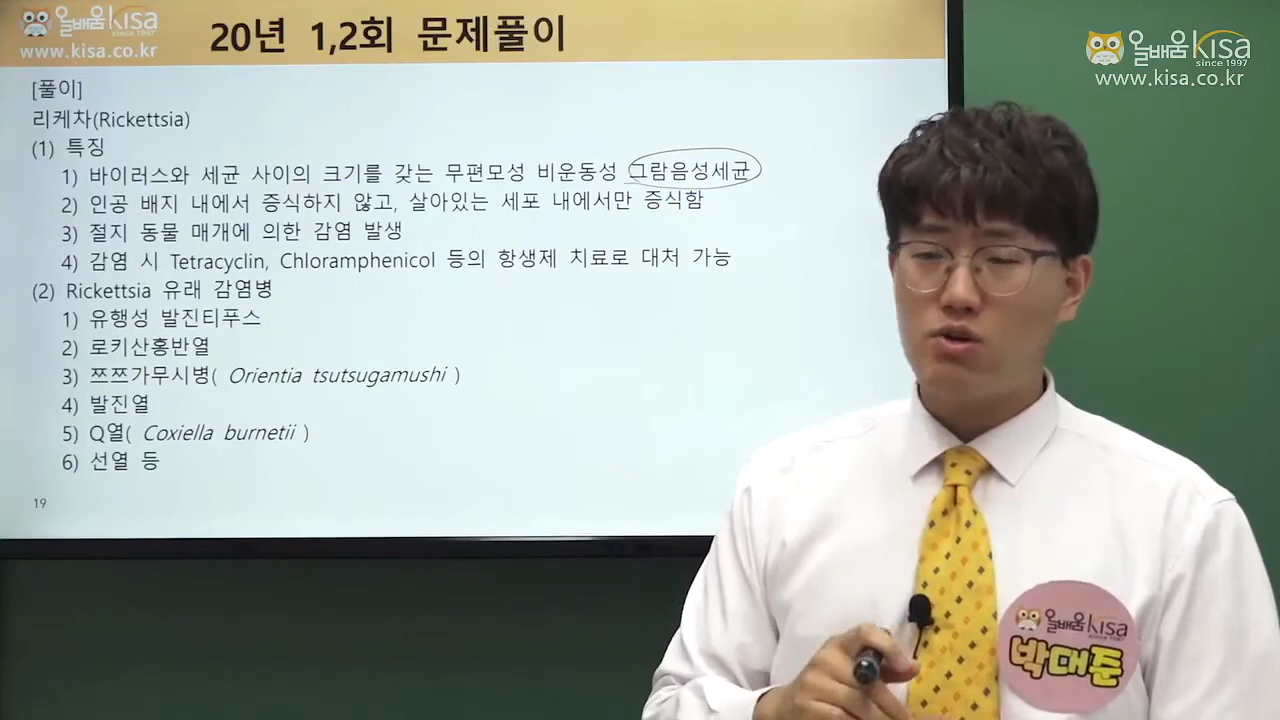 올배움kisa
since 1997
www.kisa.co.kr
20년 1,2회 문제풀이
[풀이]
리케차(Rickettsia)
(1) 특징
1) 바이러스와 세균 사이의 크기를 갖는 무편모성 비운동성 그람음성세균
2) 인공 배지 내에서 증식하지 않고, 살아있는 세포 내에서만 증식함
3) 절지 동물 매개에 의한 감염 발생
4) 감염 시 Tetracyclin, Chloramphenicol 등의 항생제 치료로 대처 가능
(2) Rickettsia 유래 감염병
1) 유행성 발진티푸스
2) 로키산홍반열
3) 쯔쯔가무시병( Orientia tsutsugamushi )
4) 발진열
5) Q열( Coxiella burnetii )
6) 선열 등
19
올배움kisa
since 1997
www.kisa.co.kr
올배움kisa
since 1997
박대준